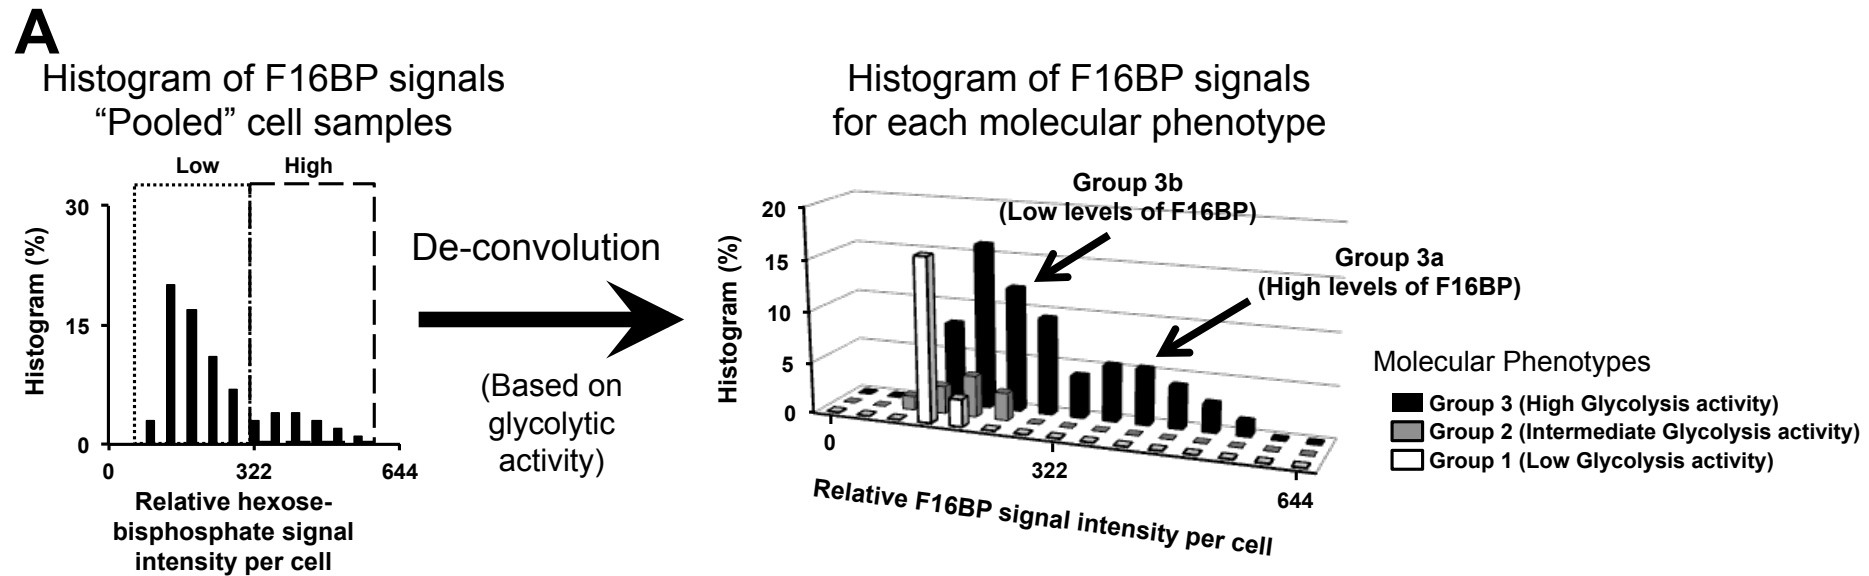 A
Histogram of F16BP signals
“Pooled” cell samples
Low
High
30
15
0
Histogram (%)
0
322
644
Relative hexose-
bisphosphate signal
intensity per cell
De-convolution
(Based on
glycolytic
activity)
Histogram of F16BP signals
for each molecular phenotype
Group 3b
(Low levels of F16BP)
Group 3a
(High levels of F16BP)
20
15
10
5
0
Histogram (%)
0
322
644
Relative F16BP signal intensity per cell
Molecular Phenotypes
Group 3 (High Glycolysis activity)
Group 2 (Intermediate Glycolysis activity)
Group 1 (Low Glycolysis activity)